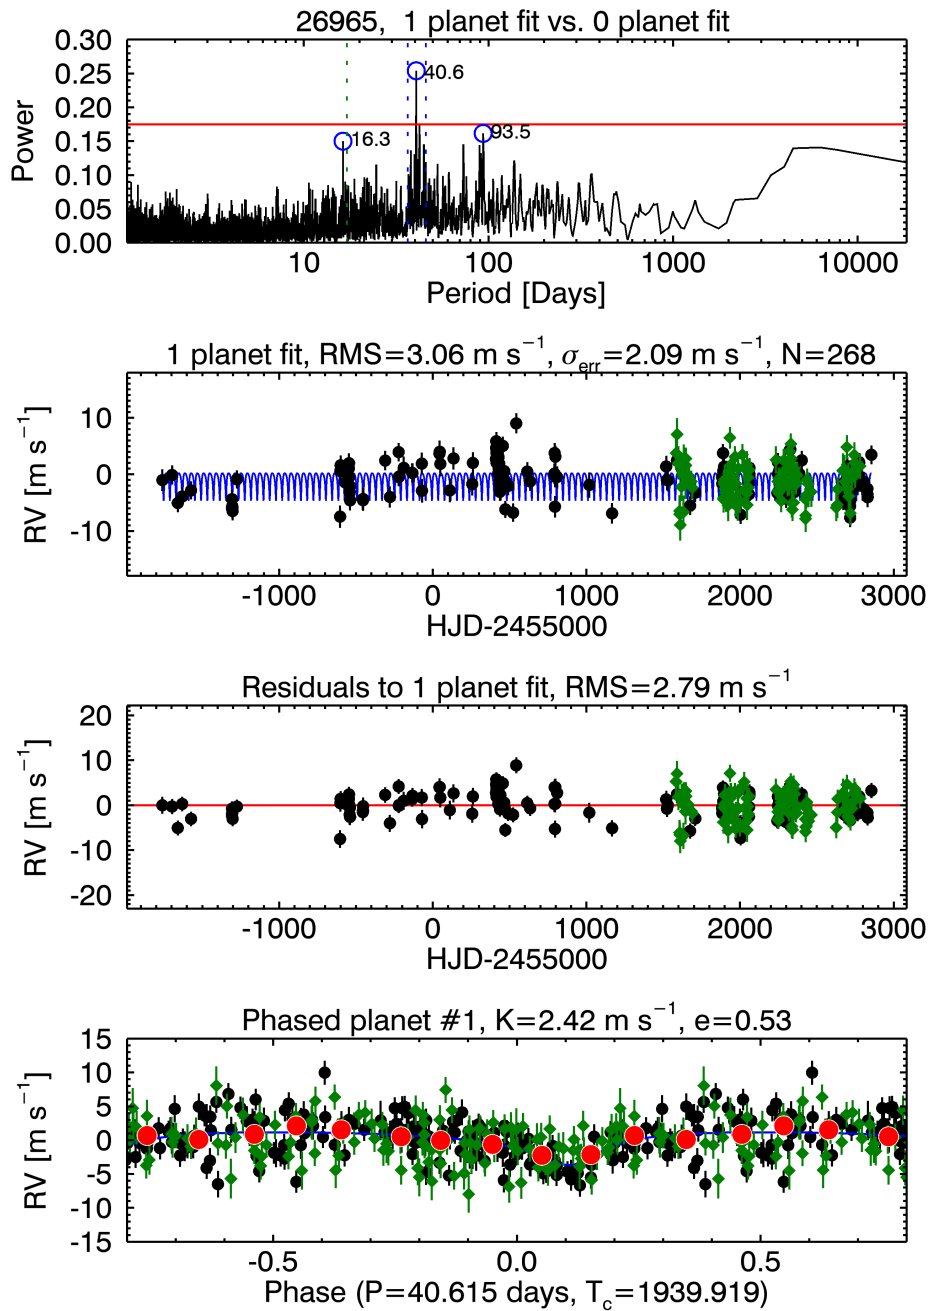 26965, 1 planet fit vs. 0 planet fit
0.30
0.25
0.20
0.15
0.10
0.05
0.00
Power
40.6
16.3
93.5
10 100 1000 10000
Period [Days]
1 planet fit, RMS=3.06 m s⁻¹, σerr=2.09 m s⁻¹, N=268
10
0
-10
RV [m s⁻¹]
-1000 0 1000 2000 3000
HJD-2455000
Residuals to 1 planet fit, RMS=2.79 m s⁻¹
20
10
0
-10
-20
RV [m s⁻¹]
-1000 0 1000 2000 3000
HJD-2455000
Phased planet #1, K=2.42 m s⁻¹, e=0.53
15
10
5
0
-5
-10
-15
RV [m s⁻¹]
-0.5 0.0 0.5
Phase (P=40.615 days, Tc=1939.919)